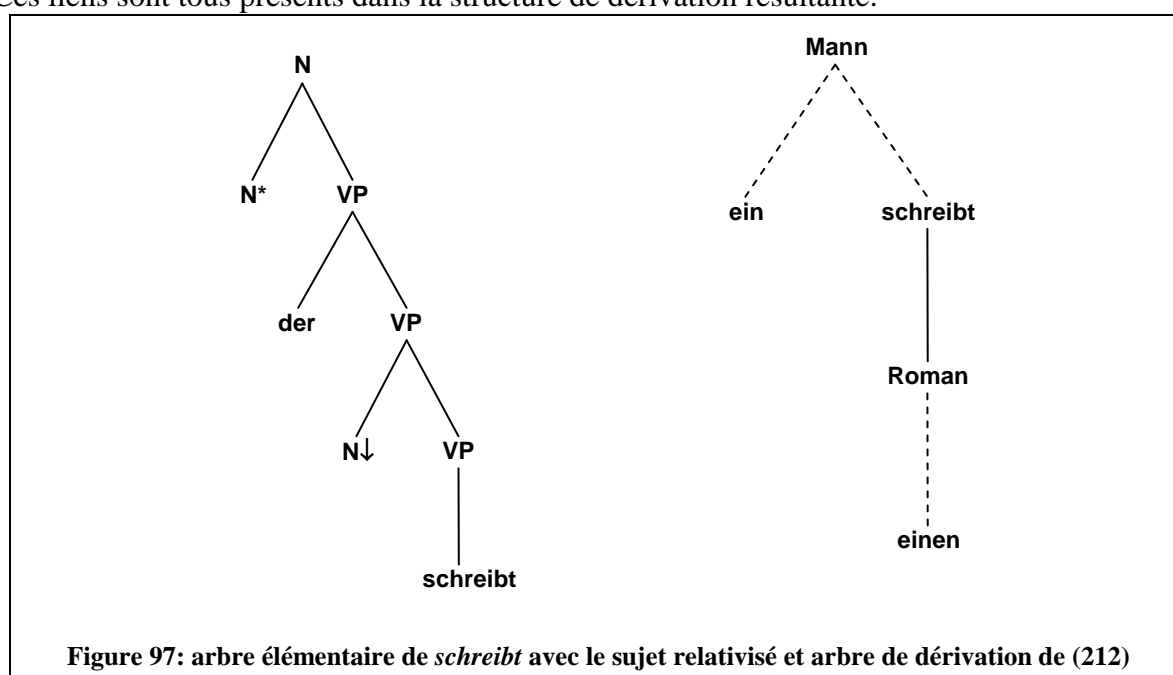 Ces liens sont tous présents dans la structure de dérivation résultante.
N
N* VP
der VP
N↓ VP
schreibt
Mann
ein schreibt
Roman
einen
Figure 97: arbre élémentaire de schreibt avec le sujet relativisé et arbre de dérivation de (212)